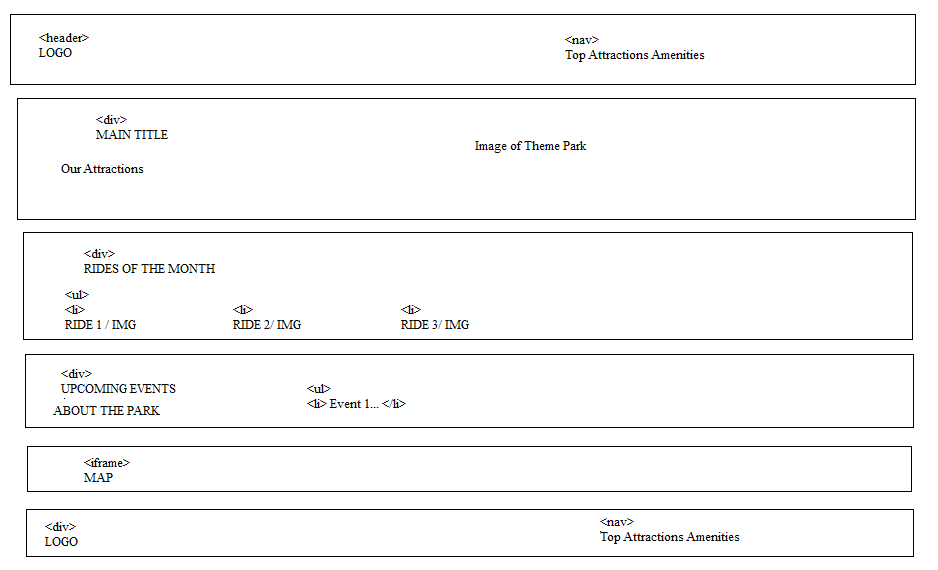 <header>
LOGO
<nav>
Top Attractions Amenities
<div>
MAIN TITLE
Image of Theme Park
Our Attractions
<div>
RIDES OF THE MONTH
<ul>
<li>
RIDE 1 / IMG
<li>
RIDE 2/ IMG
<li>
RIDE 3/ IMG
<div>
UPCOMING EVENTS
ABOUT THE PARK
<ul>
<li> Event 1... </li>
<iframe>
MAP
<div>
LOGO
<nav>
Top Attractions Amenities